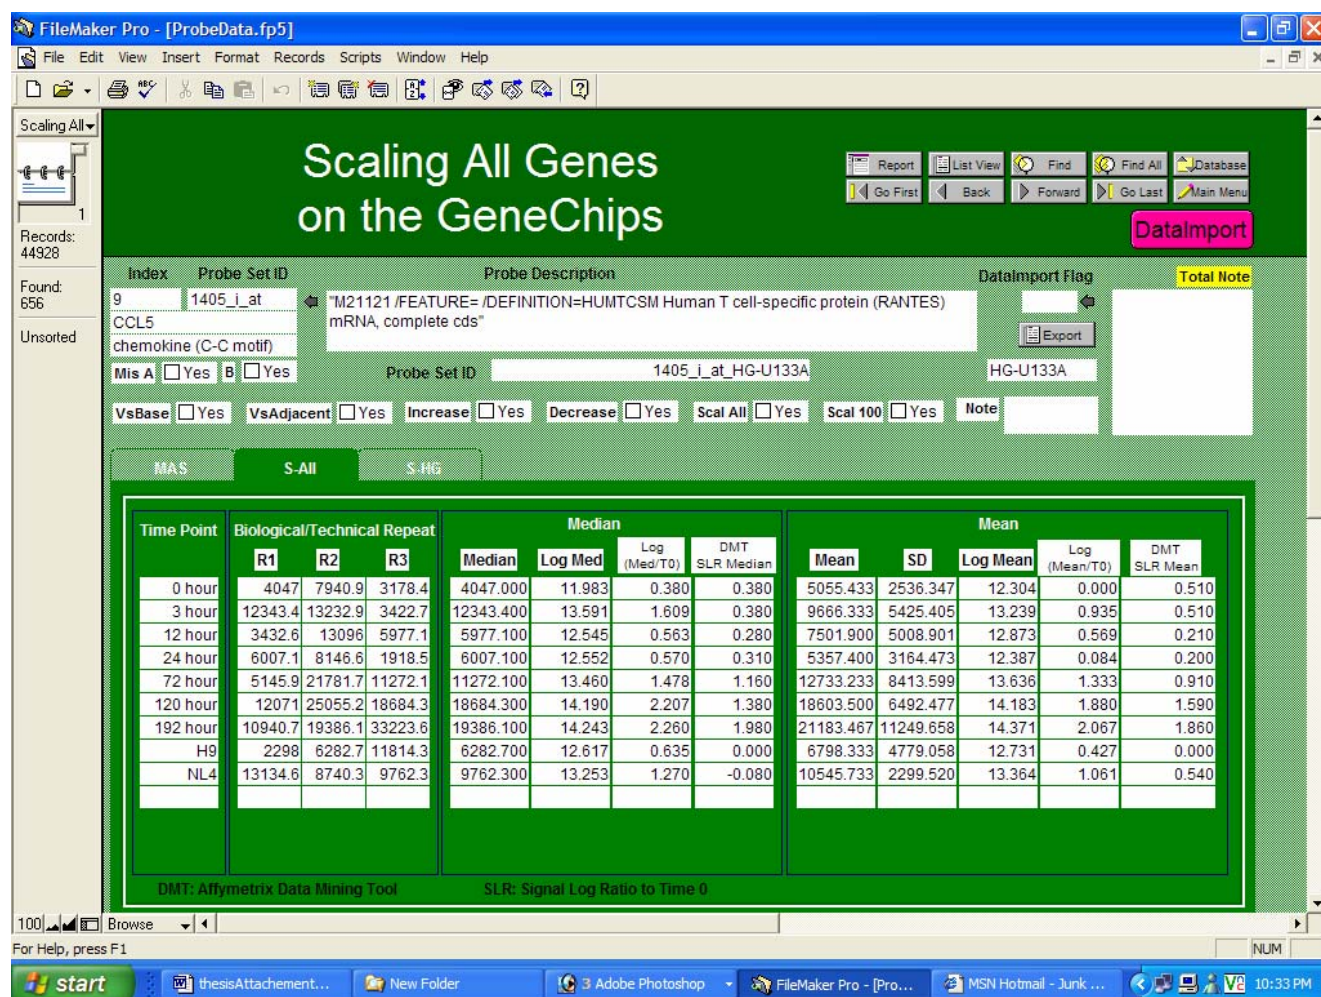 FileMaker Pro - [ProbeData.fp5]
File Edit View Insert Format Records Scripts Window Help
Scaling All
1
Records:
44928
Found:
656
Unsorted
Scaling All Genes
on the GeneChips
Report List View Find Find All Database
Go First Back Forward Go Last Main Menu
DataImport
Index Probe Set ID Probe Description DataImport Flag Total Note
9 1405_i_at "M21121 /FEATURE= /DEFINITION=HUMTCSM Human T cell-specific protein (RANTES)
CCL5 mRNA, complete cds"
chemokine (C-C motif) Export
Mis A Yes B Yes Probe Set ID 1405_i_at_HG-U133A HG-U133A
VsBase Yes VsAdjacent Yes Increase Yes Decrease Yes Scal All Yes Scal 100 Yes Note
MAS S-All S-HG
Time Point Biological/Technical Repeat Median Mean
R1 R2 R3 Median Log Med Log (Med/T0) DMT SLR Median Mean SD Log Mean Log (Mean/T0) DMT SLR Mean
0 hour 4047 7940.9 3178.4 4047.000 11.983 0.380 0.380 5055.433 2536.347 12.304 0.000 0.510
3 hour 12343.4 13232.9 3422.7 12343.400 13.591 1.609 0.380 9666.333 5425.405 13.239 0.935 0.510
12 hour 3432.6 13096 5977.1 5977.100 12.545 0.563 0.280 7501.900 5008.901 12.873 0.569 0.210
24 hour 6007.1 8146.6 1918.5 6007.100 12.552 0.570 0.310 5357.400 3164.473 12.387 0.084 0.200
72 hour 5145.9 21781.7 11272.1 11272.100 13.460 1.478 1.160 12733.233 8413.599 13.636 1.333 0.910
120 hour 12071 25055.2 18684.3 18684.300 14.190 2.207 1.380 18603.500 6492.477 14.183 1.880 1.590
192 hour 10940.7 19386.1 33223.6 19386.100 14.243 2.260 1.980 21183.467 11249.658 14.371 2.067 1.860
H9 2298 6282.7 11814.3 6282.700 12.617 0.635 0.000 6798.333 4779.058 12.731 0.427 0.000
NL4 13134.6 8740.3 9762.3 9762.300 13.253 1.270 -0.080 10545.733 2299.520 13.364 1.061 0.540
DMT: Affymetrix Data Mining Tool SLR: Signal Log Ratio to Time 0
100 Browse
For Help, press F1 NUM
start thesisAttachement... New Folder 3 Adobe Photoshop FileMaker Pro - [Pro... MSN Hotmail - Junk ... 10:33 PM